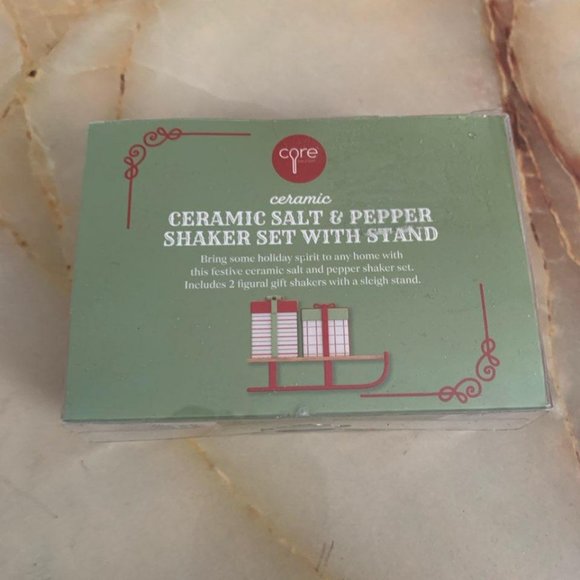 core
ceramic
CERAMIC SALT & PEPPER
SHAKER SET WITH STAND
Bring some holiday spirit to any home with
this festive ceramic salt and pepper shaker set.
Includes 2 figural gift shakers with a sleigh stand.